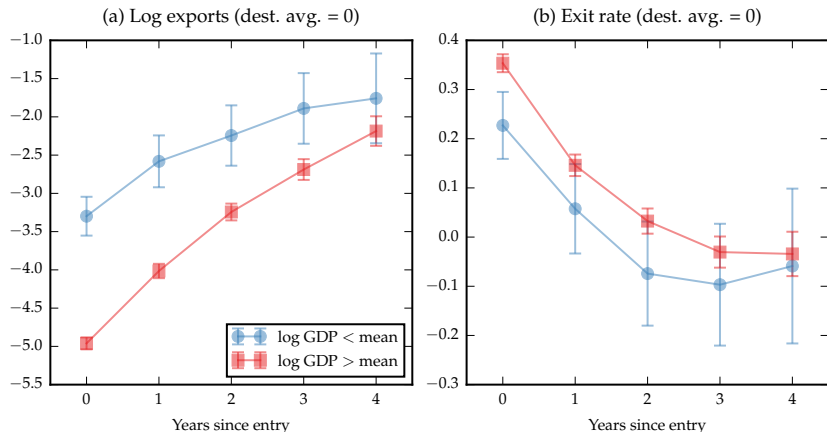 (a) Log exports (dest. avg. = 0)
−1.0
−1.5
−2.0
−2.5
−3.0
−3.5
−4.0
−4.5
−5.0
−5.5
0 1 2 3 4
Years since entry
log GDP < mean
log GDP > mean
(b) Exit rate (dest. avg. = 0)
0.4
0.3
0.2
0.1
0.0
−0.1
−0.2
−0.3
0 1 2 3 4
Years since entry